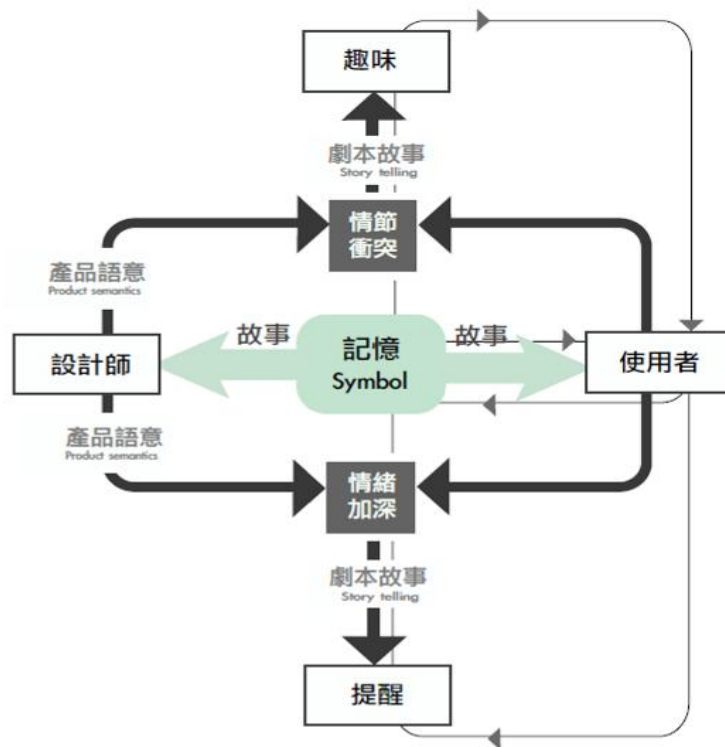 趣味
劇本故事
Story telling
情節
衝突
產品語意
Product semantics
故事
記憶
Symbol
故事
設計師
使用者
產品語意
Product semantics
情緒
加深
劇本故事
Story telling
提醒